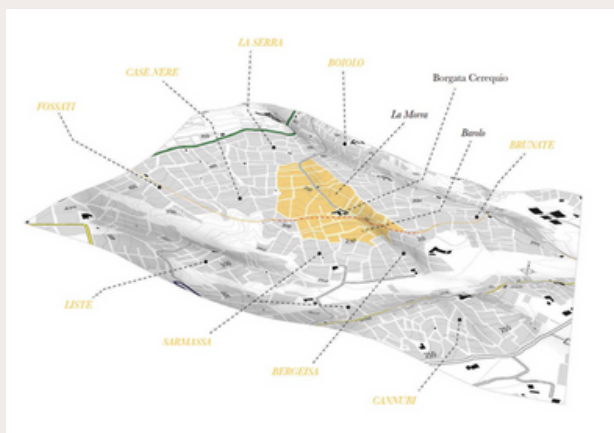 LA SERRA
CASE NERE
BOIOLO
Borgata Cerequio
FOSSATI
La Morra
Barolo
BRUNATE
LISTE
SARMASSA
BERGEISA
CANNUBI